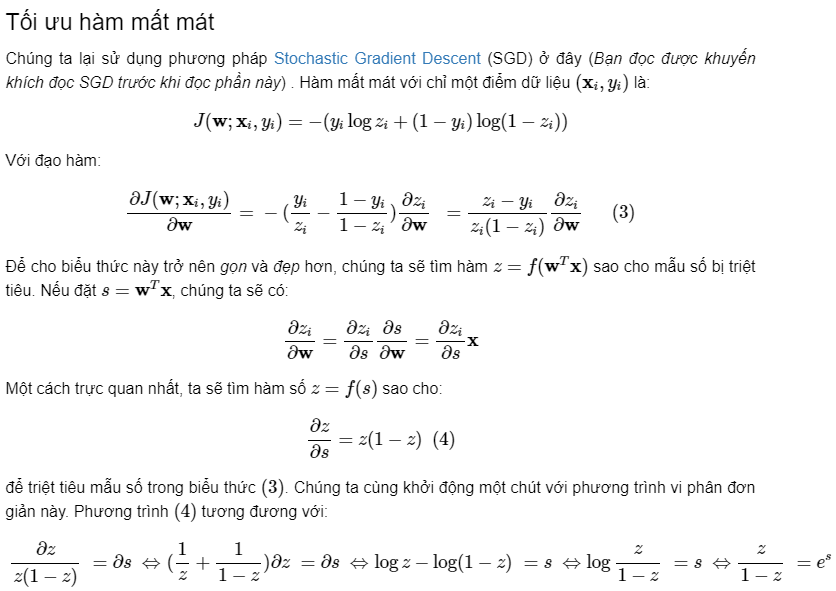 Tối ưu hàm mất mát
Chúng ta lại sử dụng phương pháp Stochastic Gradient Descent (SGD) ở đây (Bạn đọc được khuyến
khích đọc SGD trước khi đọc phần này) . Hàm mất mát với chỉ một điểm dữ liệu (𝐱ᵢ, yᵢ) là:
J(𝐰; 𝐱ᵢ, yᵢ) = −(yᵢ log zᵢ + (1 − yᵢ) log(1 − zᵢ))
Với đạo hàm:
∂J(𝐰; 𝐱ᵢ, yᵢ)/∂𝐰 = −(yᵢ/zᵢ − (1 − yᵢ)/(1 − zᵢ)) ∂zᵢ/∂𝐰 = (zᵢ − yᵢ)/(zᵢ(1 − zᵢ)) ∂zᵢ/∂𝐰 (3)
Để cho biểu thức này trở nên gọn và đẹp hơn, chúng ta sẽ tìm hàm z = f(𝐰ᵀ𝐱) sao cho mẫu số bị triệt
tiêu. Nếu đặt s = 𝐰ᵀ𝐱, chúng ta sẽ có:
∂zᵢ/∂𝐰 = ∂zᵢ/∂s ∂s/∂𝐰 = ∂zᵢ/∂s 𝐱
Một cách trực quan nhất, ta sẽ tìm hàm số z = f(s) sao cho:
∂z/∂s = z(1 − z) (4)
để triệt tiêu mẫu số trong biểu thức (3). Chúng ta cùng khởi động một chút với phương trình vi phân đơn
giản này. Phương trình (4) tương đương với:
∂z/(z(1 − z)) = ∂s ⇔ (1/z + 1/(1 − z))∂z = ∂s ⇔ log z − log(1 − z) = s ⇔ log z/(1 − z) = s ⇔ z/(1 − z) = eˢ